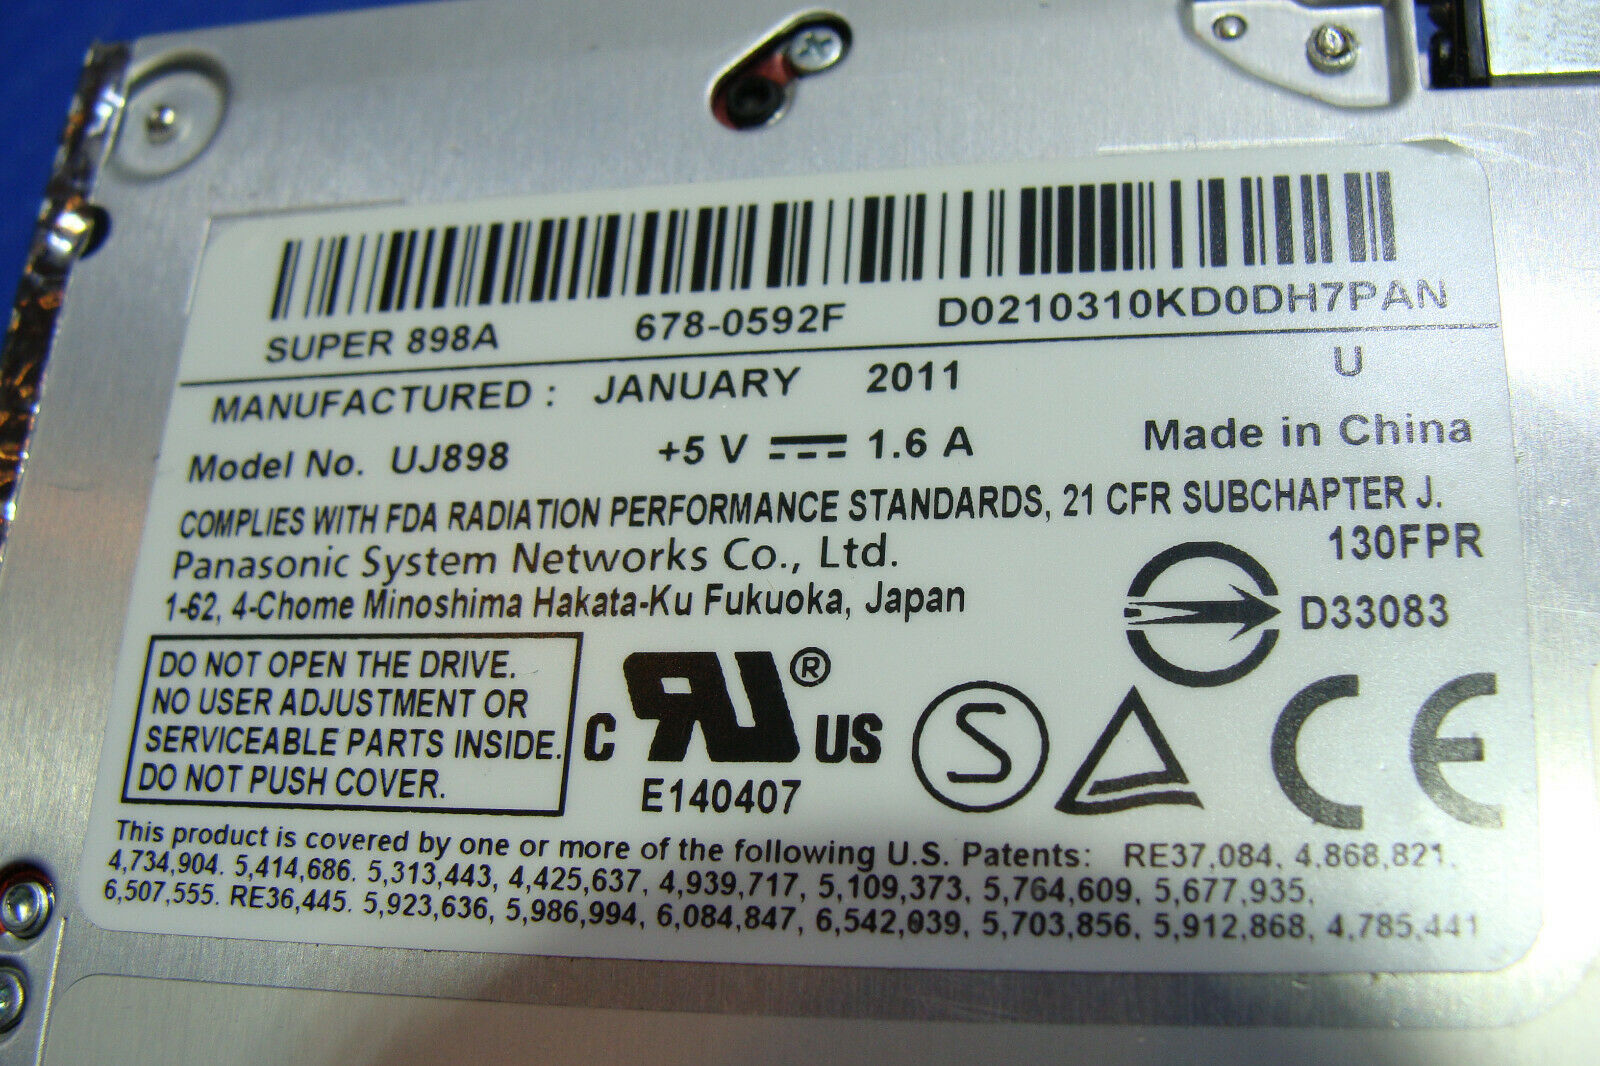 SUPER 898A 678-0592F D0210310KD0DH7PAN
MANUFACTURED : JANUARY 2011 U
Model No. UJ898 +5 V 1.6 A Made in China
COMPLIES WITH FDA RADIATION PERFORMANCE STANDARDS, 21 CFR SUBCHAPTER J.
Panasonic System Networks Co., Ltd. 130FPR
1-62, 4-Chome Minoshima Hakata-Ku Fukuoka, Japan D33083
DO NOT OPEN THE DRIVE.
NO USER ADJUSTMENT OR
SERVICEABLE PARTS INSIDE.
DO NOT PUSH COVER.
C RU ® US
E140407
S
CE
This product is covered by one or more of the following U.S. Patents: RE37,084, 4,868,821.
4,734,904. 5,414,686. 5,313,443, 4,425,637, 4,939,717, 5,109,373, 5,764,609, 5,677,935,
6,507,555. RE36,445. 5,923,636, 5,986,994, 6,084,847, 6,542,039, 5,703,856, 5,912,868, 4,785,441